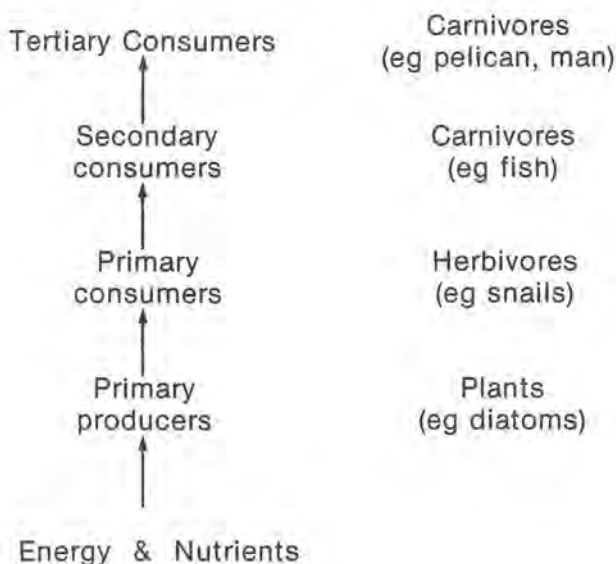 Tertiary Consumers
Carnivores
(eg pelican, man)
Secondary
consumers
Carnivores
(eg fish)
Primary
consumers
Herbivores
(eg snails)
Primary
producers
Plants
(eg diatoms)
Energy & Nutrients